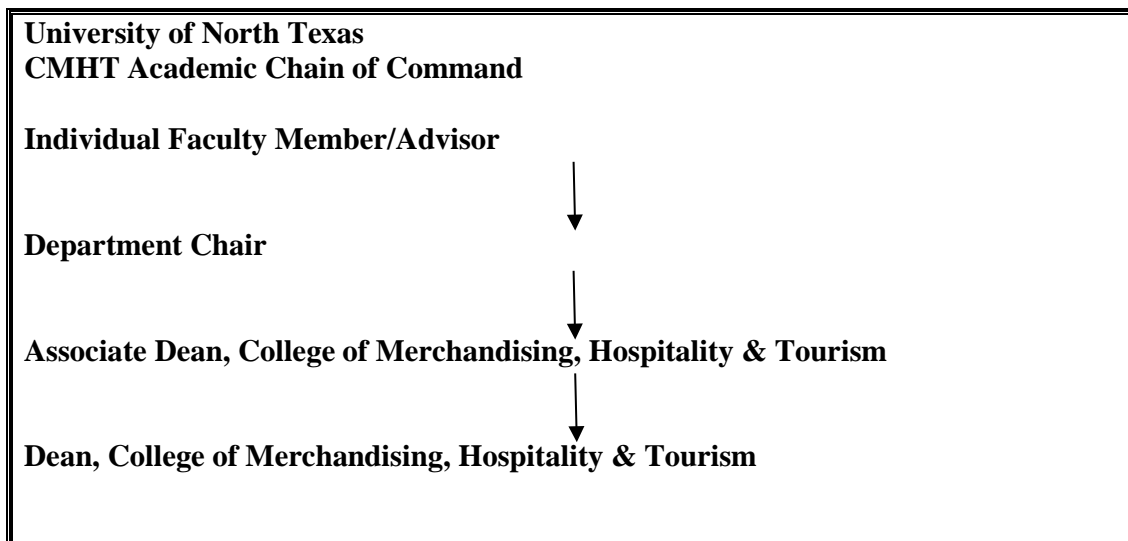 University of North Texas
CMHT Academic Chain of Command
Individual Faculty Member/Advisor
Department Chair
Associate Dean, College of Merchandising, Hospitality & Tourism
Dean, College of Merchandising, Hospitality & Tourism